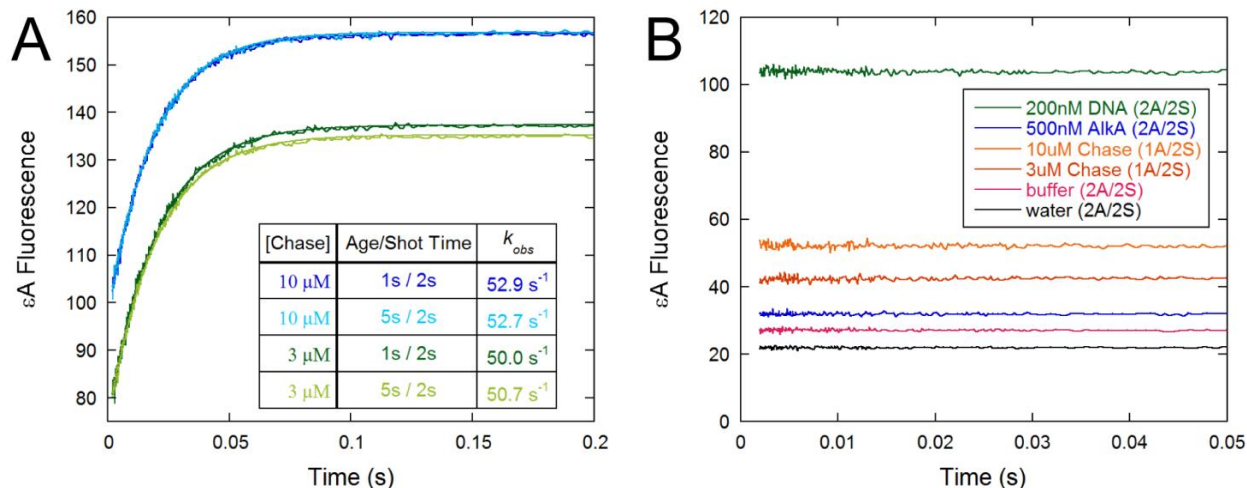 A
160
150
140
130
120
110
100
90
80
εA Fluorescence
0
0.05
0.1
0.15
0.2
Time (s)
[Chase] Age/Shot Time k_obs
10 μM 1s / 2s 52.9 s⁻¹
10 μM 5s / 2s 52.7 s⁻¹
3 μM 1s / 2s 50.0 s⁻¹
3 μM 5s / 2s 50.7 s⁻¹
B
120
100
80
60
40
20
0
εA Fluorescence
0
0.01
0.02
0.03
0.04
0.05
Time (s)
200nM DNA (2A/2S)
500nM AlkA (2A/2S)
10uM Chase (1A/2S)
3uM Chase (1A/2S)
buffer (2A/2S)
water (2A/2S)